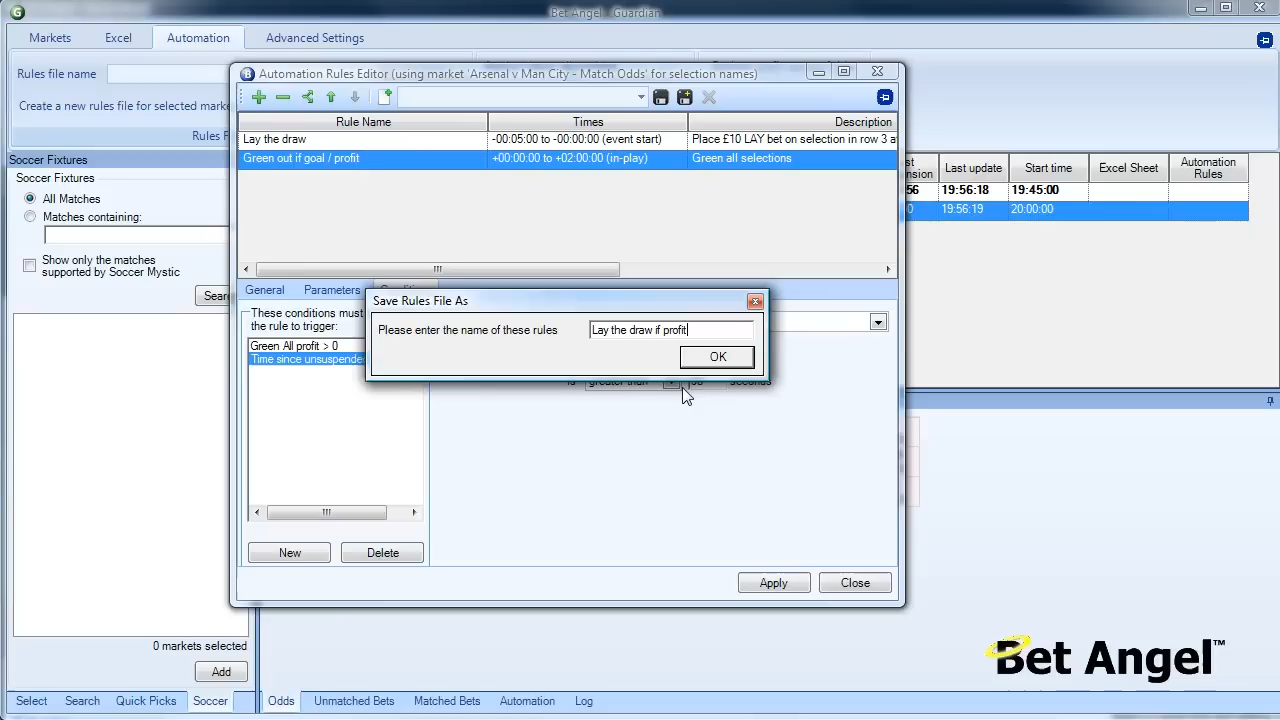 G Bet Angel - Guardian
Markets Excel Automation Advanced Settings
Rules file name
Create a new rules file for selected
Rules
Automation Rules Editor (using market 'Arsenal v Man City - Match Odds' for selection names)
Rule Name Times Description
Lay the draw -00:05:00 to -00:00:00 (event start) Place £10 LAY bet on selection in row 3
Green out if goal / profit +00:00:00 to +02:00:00 (in-play) Green all selections
Last update Start time Excel Sheet Automation Rules
56 19:56:18 19:45:00
0 19:56:19 20:00:00
Soccer Fixtures
Soccer Fixtures
All Matches
Matches containing:
Show only the matches
supported by Soccer Mystic
General Parameters
These conditions must
the rule to trigger:
Green All profit > 0
Time since
Save Rules File As
Please enter the name of these rules Lay the draw if profit
OK
is greater than seconds
New Delete
Apply Close
0 markets selected
Add
Bet Angel™
Select Search Quick Picks Soccer
Odds Unmatched Bets Matched Bets Automation Log